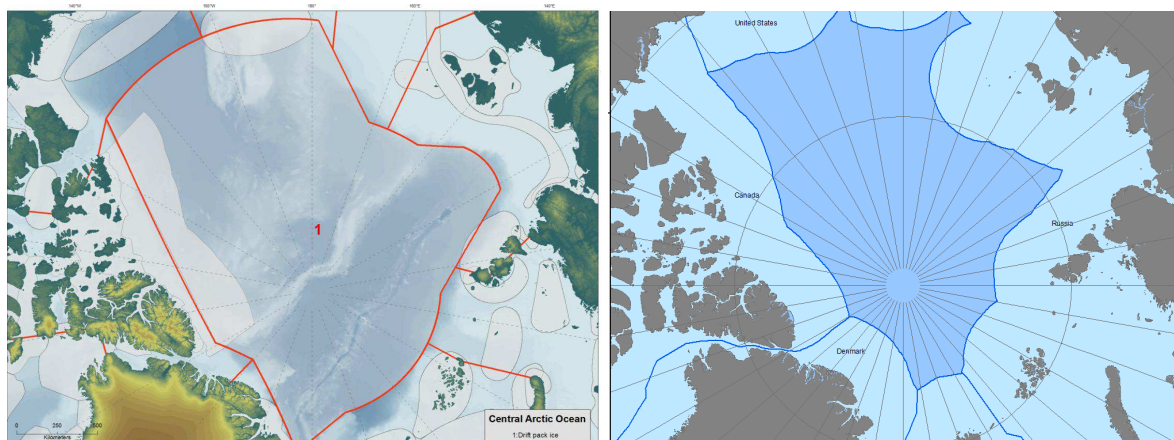 140°W
160°W
180°
160°E
140°E
1
0
250
500
Kilometers
Central Arctic Ocean
1:Drift pack ice
United States
Canada
Russia
Denmark